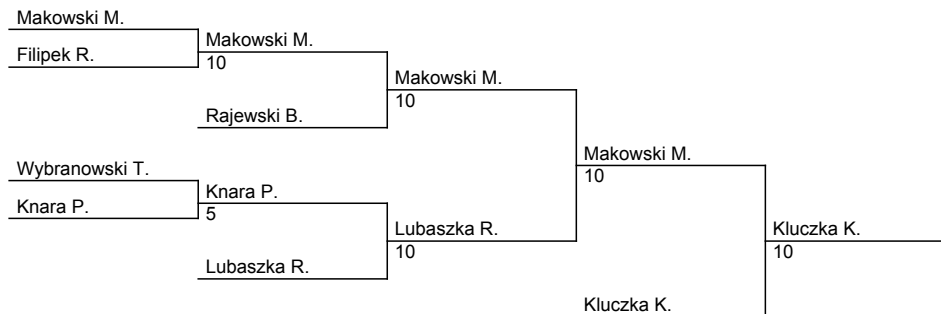 Makowski M.
Filipek R.
Makowski M.
10
Rajewski B.
Makowski M.
10
Wybranowski T.
Knara P.
Knara P.
5
Lubaszka R.
Lubaszka R.
10
Makowski M.
10
Kluczka K.
Kluczka K.
10